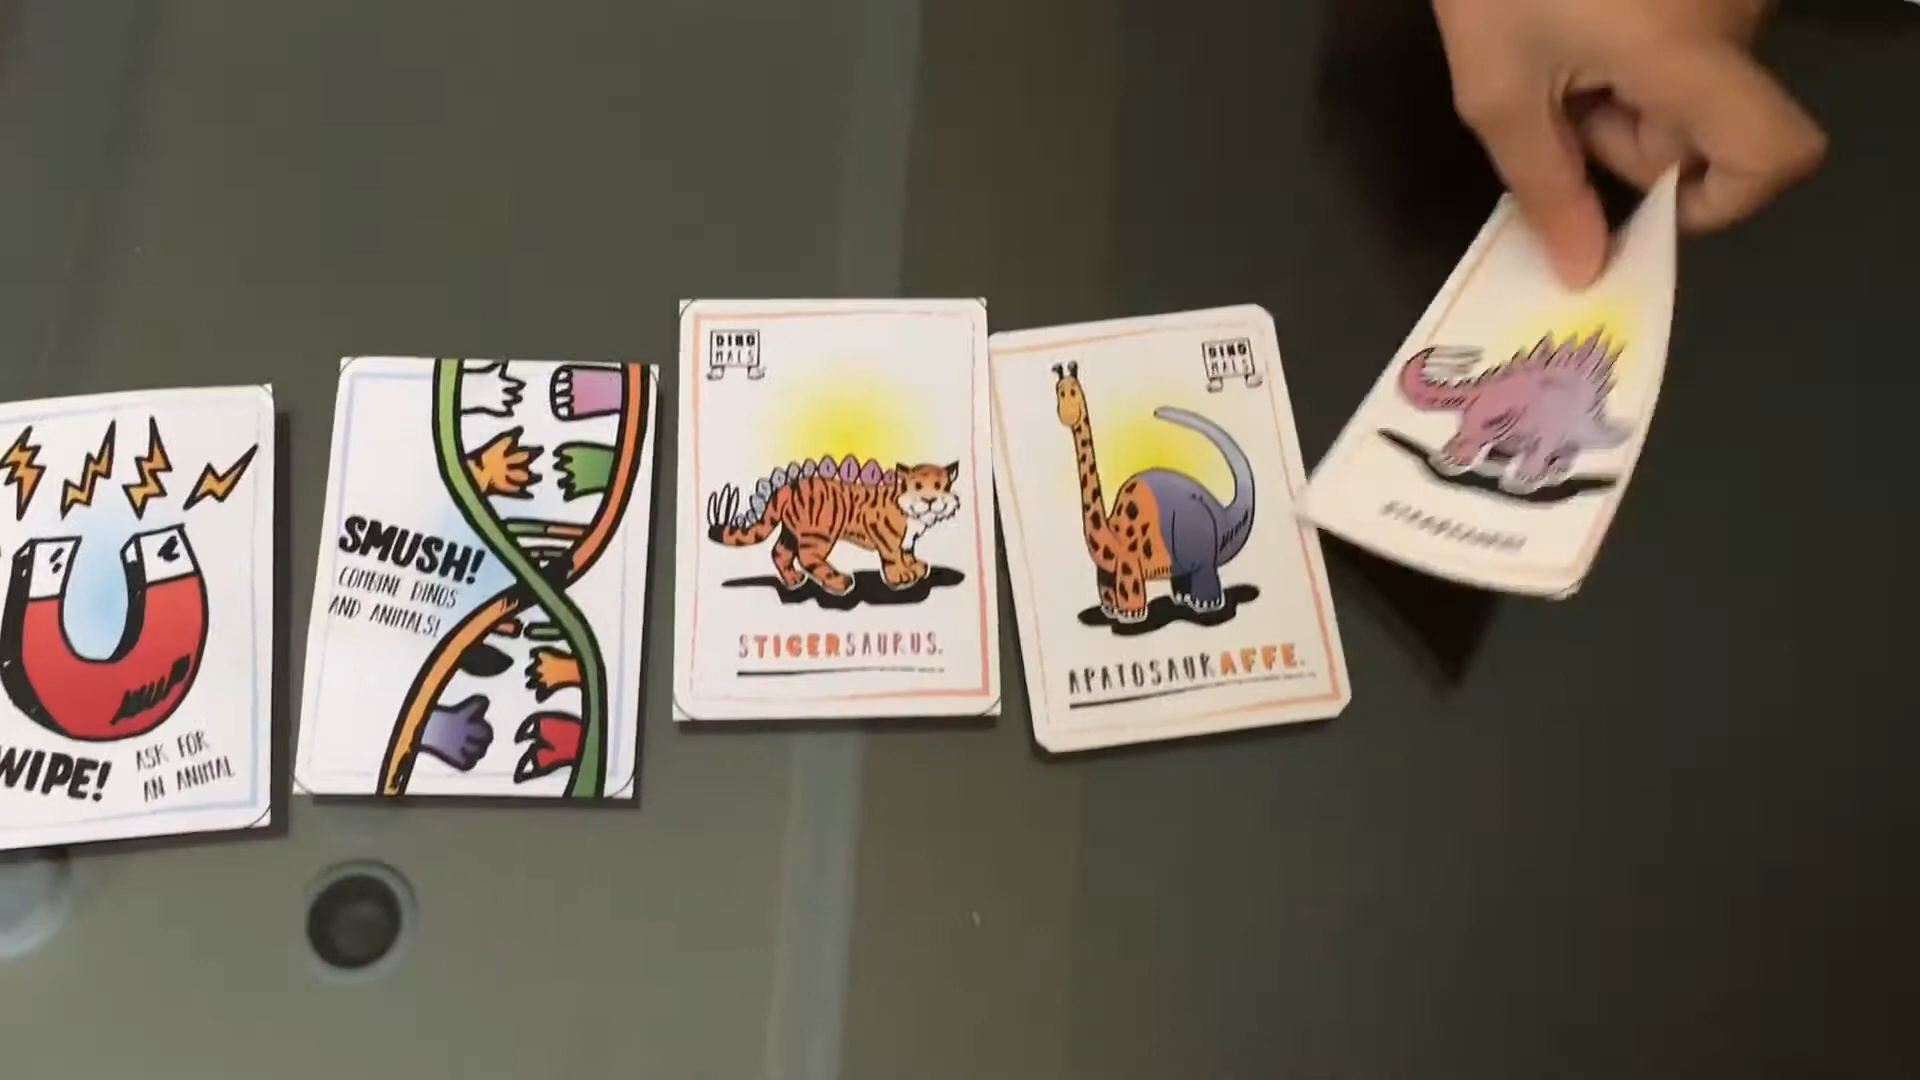 WIPE!
ASK FOR
AN ANIMAL
SMUSH!
COMBINE DINOS
AND ANIMALS!
DINO
MALS
STIGERSAURUS.
DINO
MALS
APATOSAURAFFE.